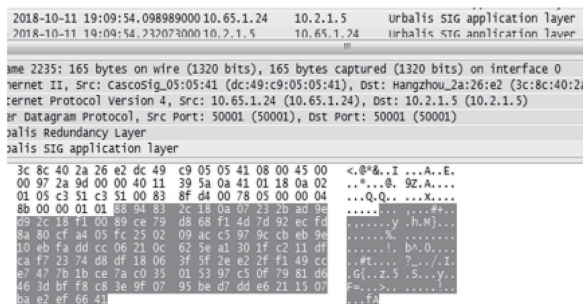 2018-10-11 19:09:54.098989000 10.65.1.24 10.2.1.5 Urbalis SIG application layer
2018-10-11 19:09:54.232073000 10.2.1.5 10.65.1.24 Urbalis SIG application layer
ame 2235: 165 bytes on wire (1320 bits), 165 bytes captured (1320 bits) on interface 0
hernet II, Src: CascoSig_05:05:41 (dc:49:c9:05:05:41), Dst: Hangzhou_2a:26:e2 (3c:8c:40:2a
ternet Protocol Version 4, Src: 10.65.1.24 (10.65.1.24), Dst: 10.2.1.5 (10.2.1.5)
er Datagram Protocol, Src Port: 50001 (50001), Dst Port: 50001 (50001)
balis Redundancy Layer
balis SIG application layer
3c 8c 40 2a 26 e2 dc 49 c9 05 05 41 08 00 45 00 <.@*&..I ...A..E.
00 97 2a 9d 00 00 40 11 39 5a 0a 41 01 18 0a 02 ..*...@. 9Z.A....
01 05 c3 51 c3 51 00 83 8f d4 00 78 05 00 00 04 ...Q.Q.. ...x....
8b 00 00 01 01 88 94 83 2c 18 0a 07 23 2b ad 9e ........ ,...#+..
d9 2c 18 f1 00 89 ce 79 d8 68 f1 4d 7d 92 ec fd .,.....y .h.M}...
8a 80 cf a4 05 fc 25 02 09 ac c5 97 9c cb eb 9e ......%. ........
10 eb fa dd cc 06 21 0c 62 5e a1 30 1f c2 11 df ......!. b^.0....
ca f7 23 74 d8 df 18 06 3f 5f 2e e2 2f f1 49 cc ..#t.... ?_../.I.
e7 47 7b 1b ce 7a c0 35 01 53 97 c5 0f 79 81 d6 .G{..z.5 .S...y..
46 3d bf f8 c3 3e 9f 07 95 be d7 dd e6 21 15 07 F=...>.. .....!..
ba e2 ef 66 41 ...fA